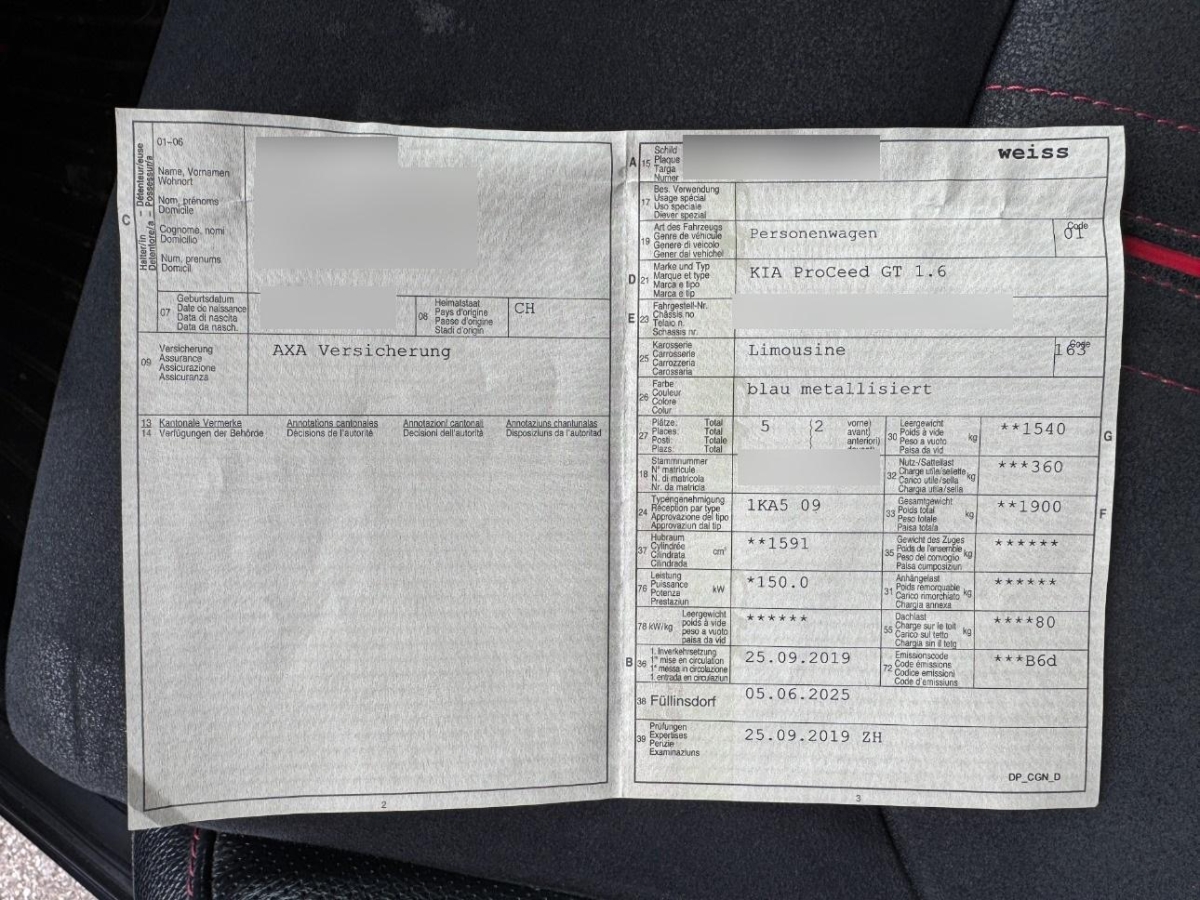 01-06
Halter/in – Détenteur/euse
Detentore/a – Possessur/a
C
Name, Vornamen
Wohnort
Nom, prénoms
Domicile
Cognome, nomi
Domicilio
Num, prenums
Domicil
07
Geburtsdatum
Date de naissance
Data di nascita
Data da nasch.
08
Heimatstaat
Pays d'origine
Paese d'origine
Stadi d'origin
CH
09
Versicherung
Assurance
Assicurazione
Assicuranza
AXA Versicherung
13 Kantonale Vermerke Annotations cantonales Annotazioni cantonali Annotaziuns chantunalas
14 Verfügungen der Behörde Décisions de l'autorité Decisioni dell'autorità Disposiziuns da l'autoritad
2
A 15
Schild
Plaque
Targa
Numer
weiss
17
Bes. Verwendung
Usage spécial
Uso speciale
Diever spezial
19
Art des Fahrzeugs
Genre de véhicule
Genere di veicolo
Gener dal vehichel
Personenwagen
Code
01
D 21
Marke und Typ
Marque et type
Marca e tipo
Marca e tip
KIA ProCeed GT 1.6
E 23
Fahrgestell-Nr.
Châssis no
Telaio n.
Schassis nr.
25
Karosserie
Carrosserie
Carrozzeria
Carossaria
Limousine
Code
163
26
Farbe
Couleur
Colore
Colur
blau metallisiert
27
Plätze: Total
Places: Total
Posti: Totale
Plazs: Total
5 (2
vorne)
avant)
anteriori)
30
Leergewicht
Poids à vide
Peso a vuoto
Paisa da vid
kg
**1540
G
18
Stammnummer
N° matricule
N. di matricola
Nr. da matricla
32
Nutz-/Sattellast
Charge utile/sellette
Carico utile/sella
Chargia utila/sella
kg
***360
24
Typengenehmigung
Réception par type
Approvazione del tipo
Approvaziun dal tip
1KA5 09
33
Gesamtgewicht
Poids total
Peso totale
Paisa totala
kg
**1900
F
37
Hubraum
Cylindrée
Cilindrata
Cilindrada
cm³
**1591
35
Gewicht des Zuges
Poids de l'ensemble
Peso del convoglio
Paisa cumposiziun
kg
******
76
Leistung
Puissance
Potenza
Prestaziun
kW
*150.0
31
Anhängelast
Poids remorquable
Carico rimorchiato
Chargia annexa
kg
******
78 kW/kg
Leergewicht
poids à vide
peso a vuoto
paisa da vid
******
55
Dachlast
Charge sur le toit
Carico sul tetto
Chargia sin il tetg
kg
****80
B 36
1. Inverkehrsetzung
1re mise en circulation
1a messa in circolazione
1. entrada en circulaziun
25.09.2019
72
Emissionscode
Code émissions
Codice emissioni
Code d'emissiuns
***B6d
38 Füllinsdorf
05.06.2025
39
Prüfungen
Expertises
Perizie
Examinaziuns
25.09.2019 ZH
DP_CGN_D
3